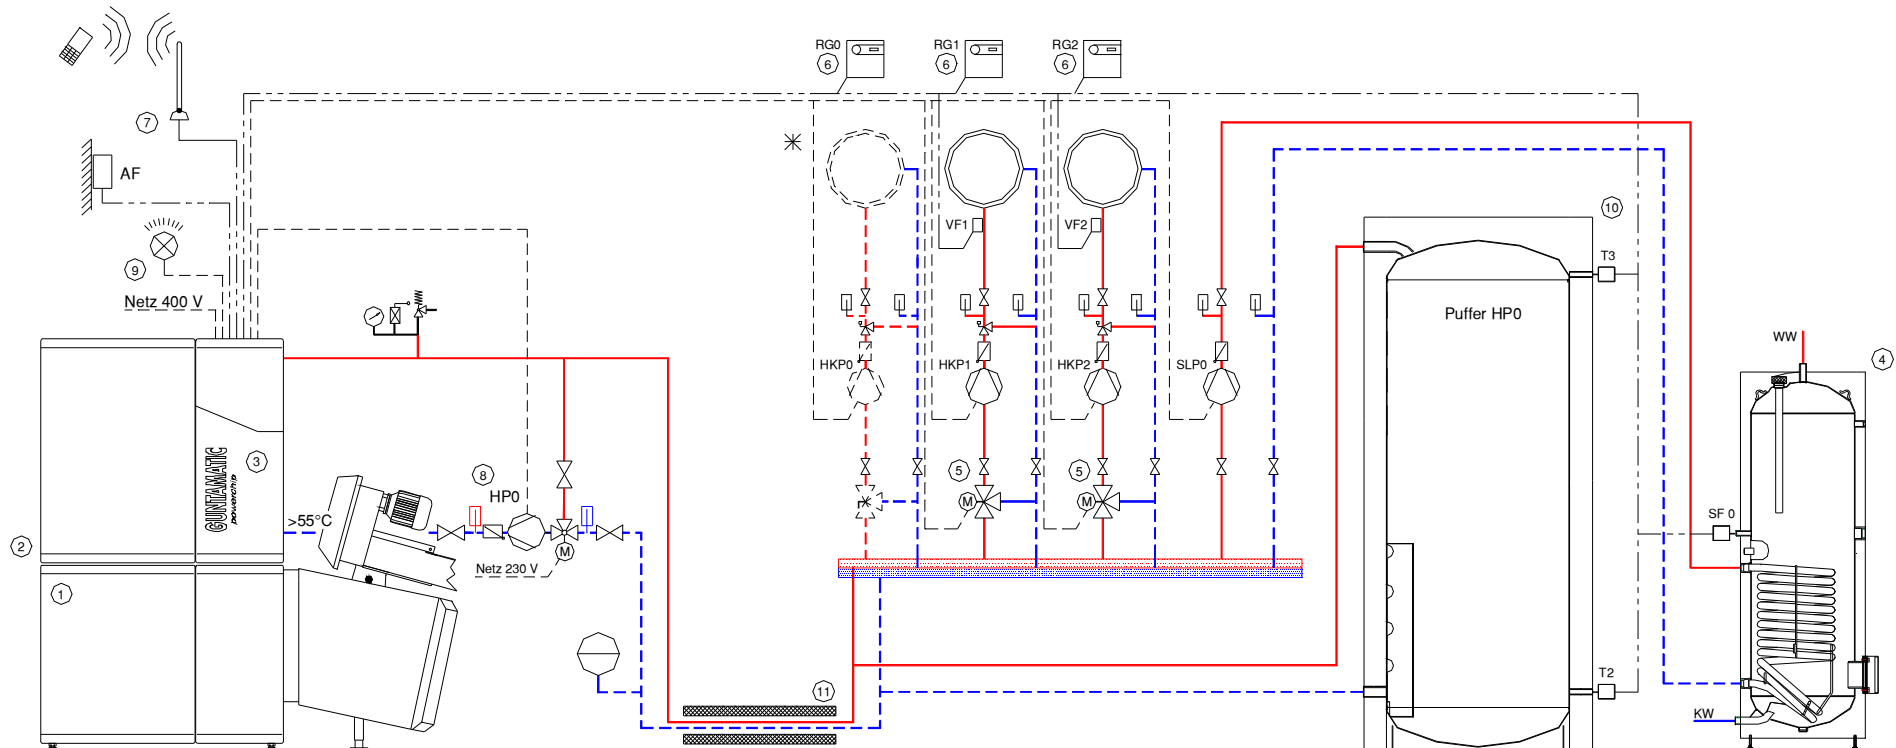 RG0
6
RG1
6
RG2
6
7
AF
9
Netz 400 V
VF1
VF2
10
T3
Puffer HP0
HKP0
HKP1
HKP2
SLP0
WW
4
3
GUNTAMATIC
powerchip
8
HP0
>55°C
5
M
5
M
SF 0
2
M
Netz 230 V
1
11
T2
KW